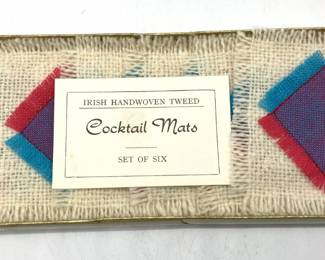 IRISH HANDWOVEN TWEED
Cocktail Mats
SET OF SIX